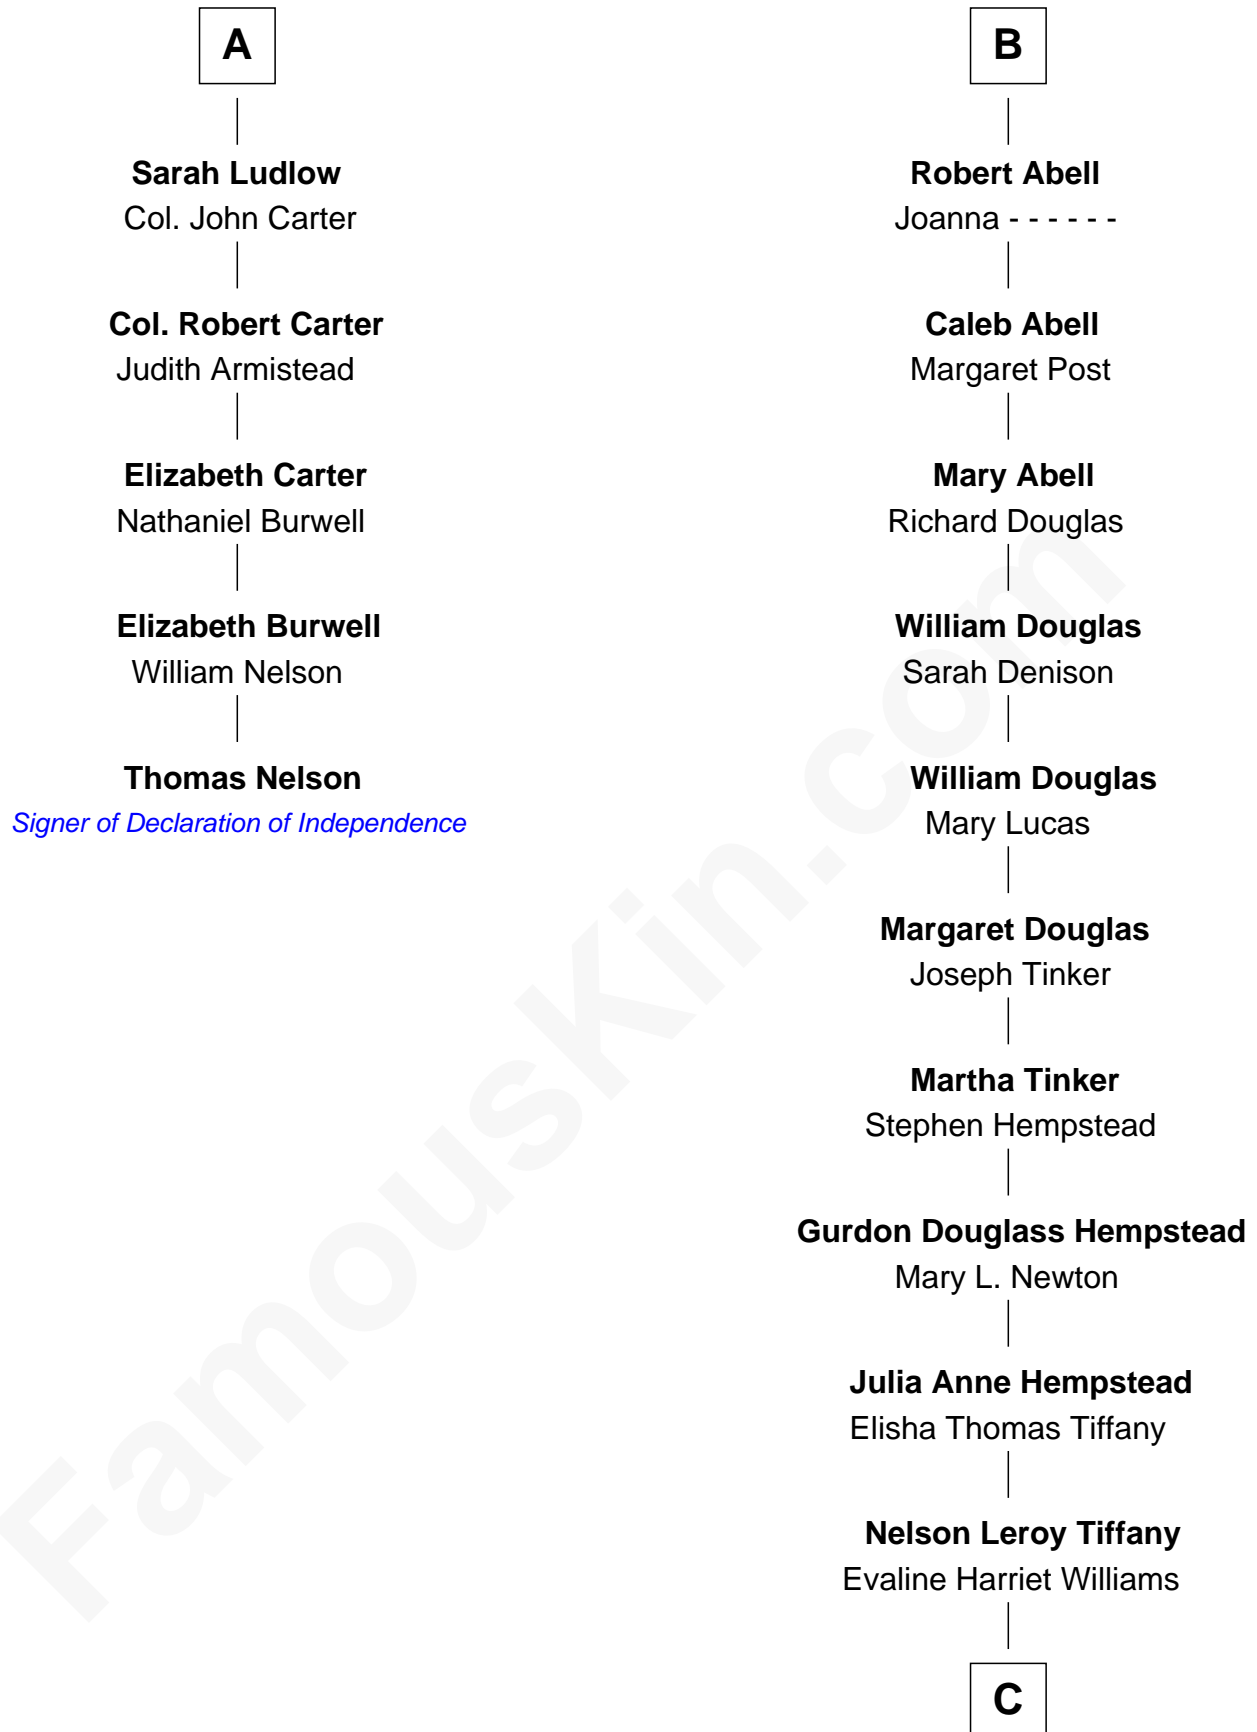 A
Sarah Ludlow
Col. John Carter
Col. Robert Carter
Judith Armistead
Elizabeth Carter
Nathaniel Burwell
Elizabeth Burwell
William Nelson
Thomas Nelson
Signer of Declaration of Independence
B
Robert Abell
Joanna - - - - - -
Caleb Abell
Margaret Post
Mary Abell
Richard Douglas
William Douglas
Sarah Denison
William Douglas
Mary Lucas
Margaret Douglas
Joseph Tinker
Martha Tinker
Stephen Hempstead
Gurdon Douglass Hempstead
Mary L. Newton
Julia Anne Hempstead
Elisha Thomas Tiffany
Nelson Leroy Tiffany
Evaline Harriet Williams
C
FamousKin.com